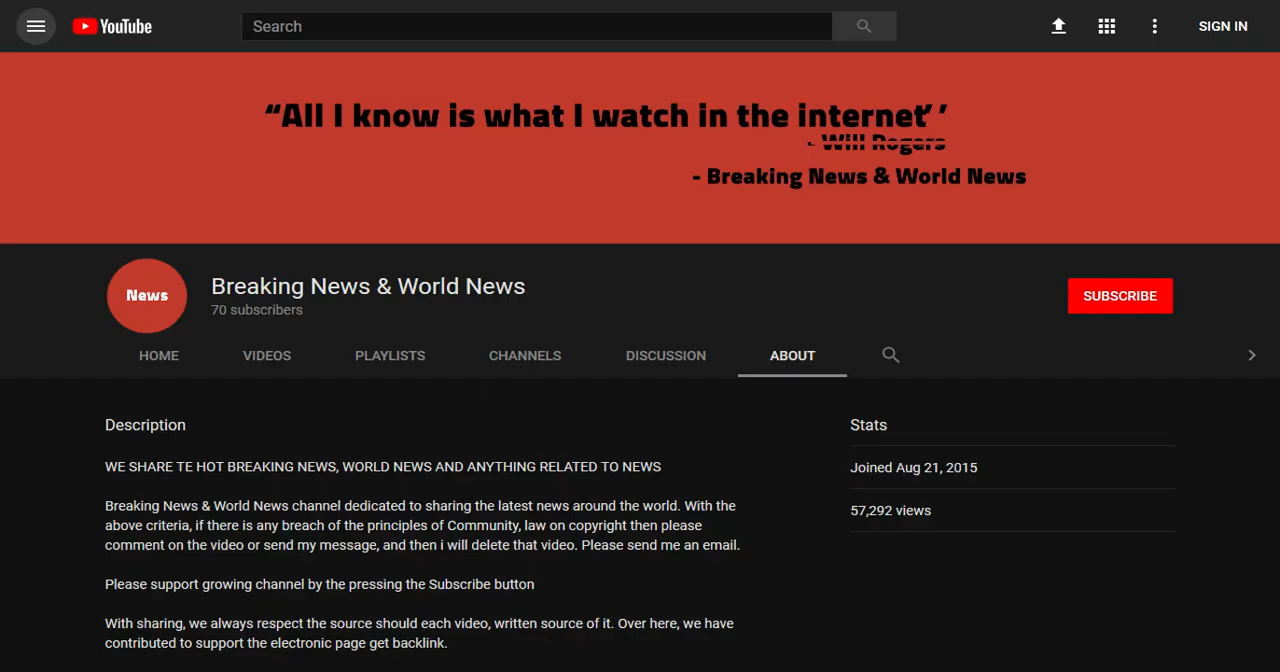 YouTube
Search
SIGN IN
“All I know is what I watch in the internet’’
- Will Rogers
- Breaking News & World News
News
Breaking News & World News
70 subscribers
SUBSCRIBE
HOME VIDEOS PLAYLISTS CHANNELS DISCUSSION ABOUT
Description
Stats
WE SHARE TE HOT BREAKING NEWS, WORLD NEWS AND ANYTHING RELATED TO NEWS
Joined Aug 21, 2015
Breaking News & World News channel dedicated to sharing the latest news around the world. With the
57,292 views
above criteria, if there is any breach of the principles of Community, law on copyright then please
comment on the video or send my message, and then i will delete that video. Please send me an email.
Please support growing channel by the pressing the Subscribe button
With sharing, we always respect the source should each video, written source of it. Over here, we have
contributed to support the electronic page get backlink.